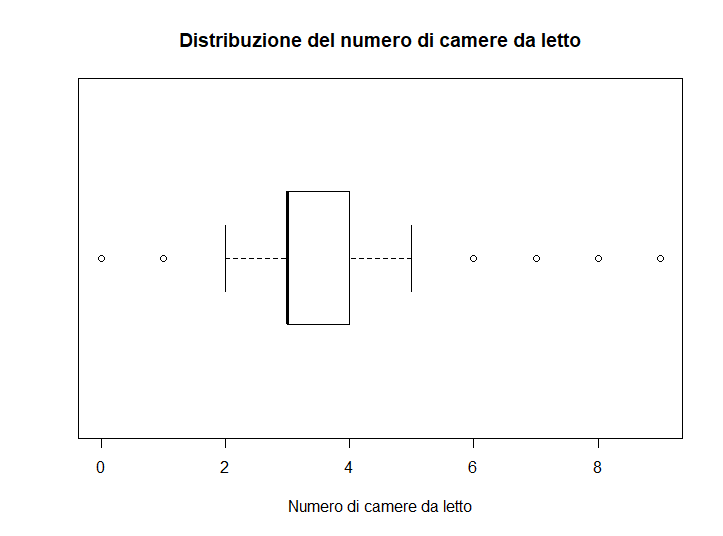 Distribuzione del numero di camere da letto
0 2 4 6 8
Numero di camere da letto